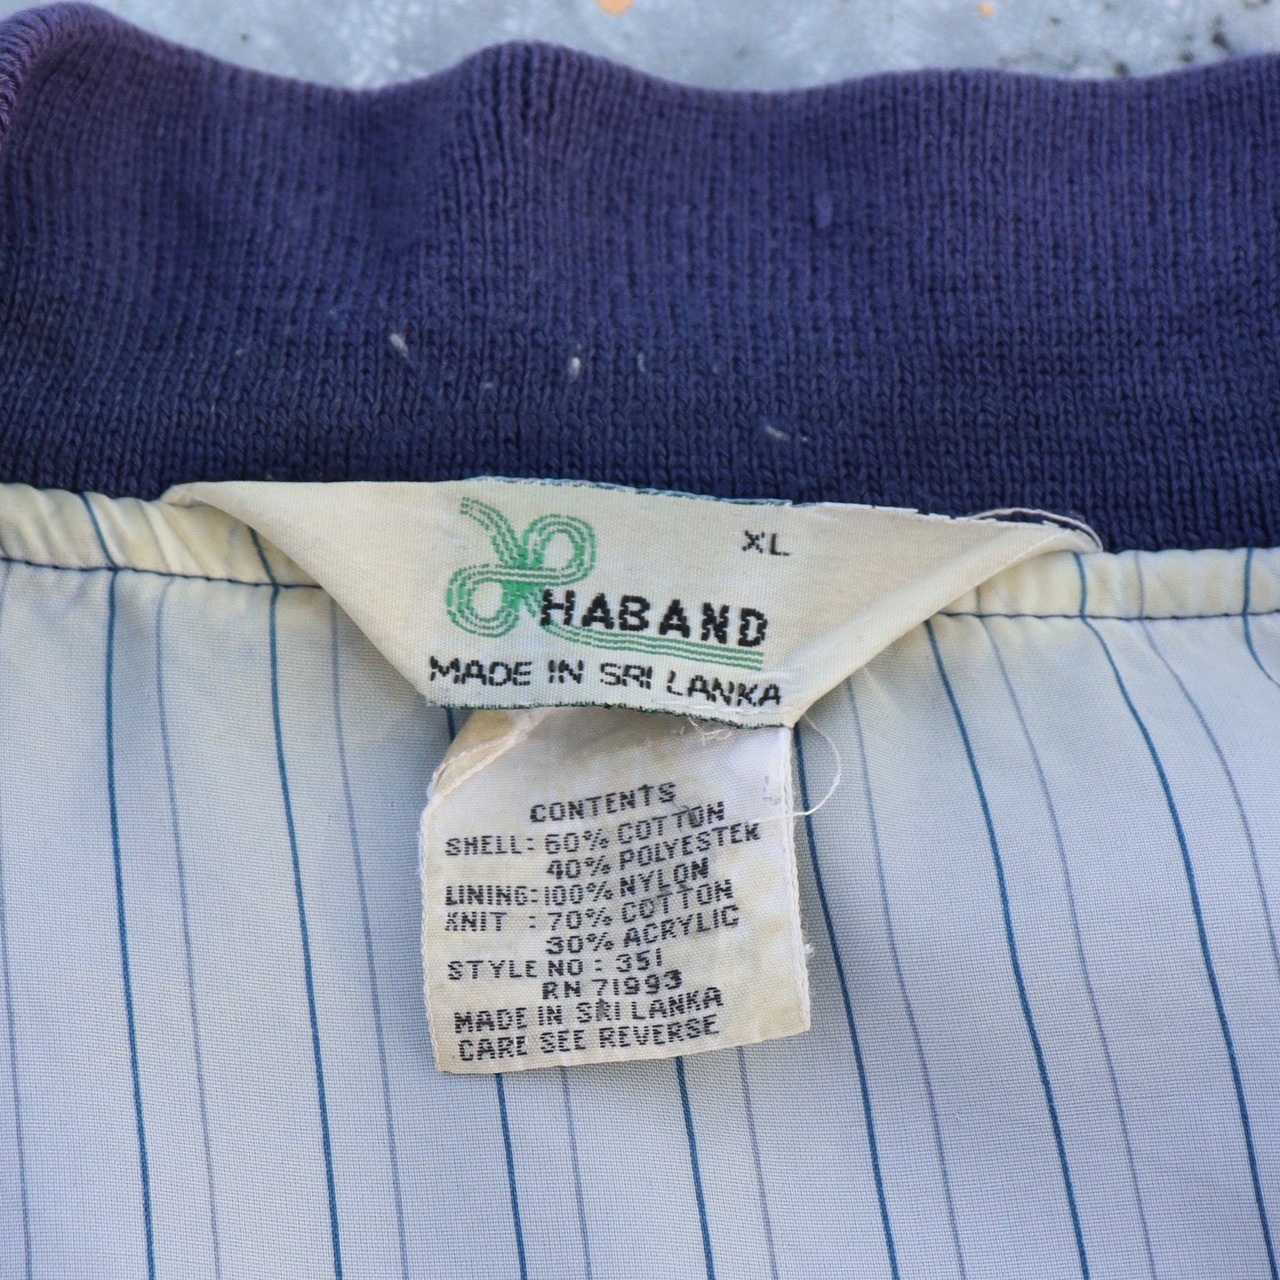 XL
HABAND
MADE IN SRI LANKA
CONTENTS
SHELL: 60% COTTON
40% POLYESTER
LINING: 100% NYLON
KNIT : 70% COTTON
30% ACRYLIC
STYLE NO : 351
RN 71993
MADE IN SRI LANKA
CARE SEE REVERSE